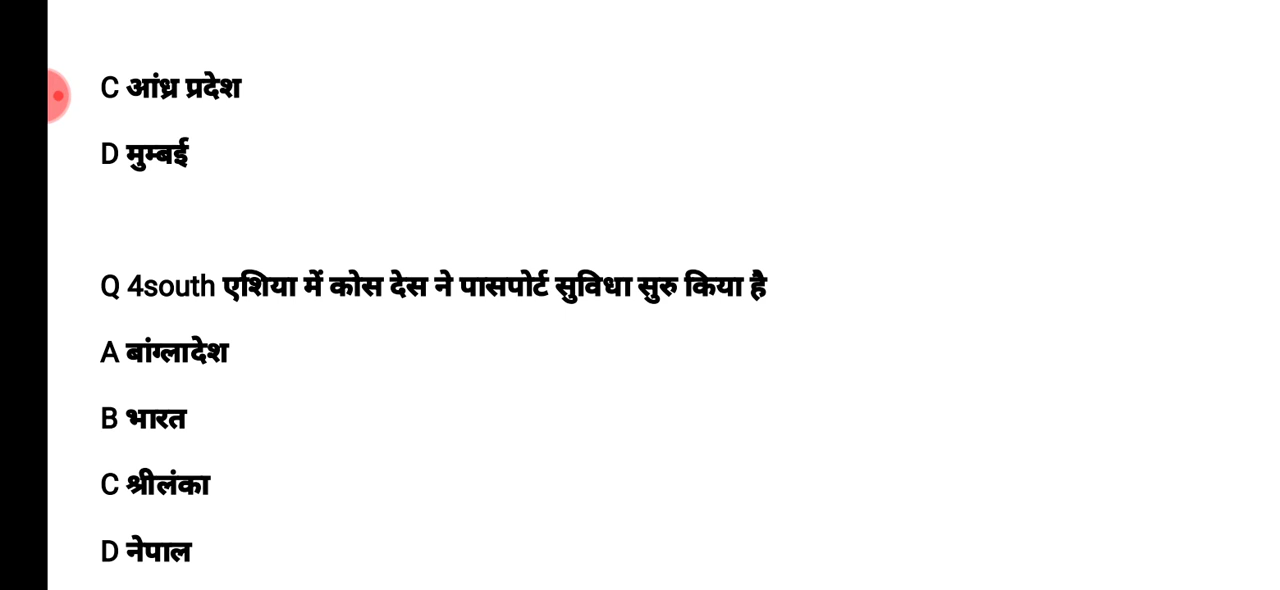 C आंध्र प्रदेश
D मुम्बई
Q 4south एशिया में कोस देस ने पासपोर्ट सुविधा सुरु किया है
A बांग्लादेश
B भारत
C श्रीलंका
D नेपाल